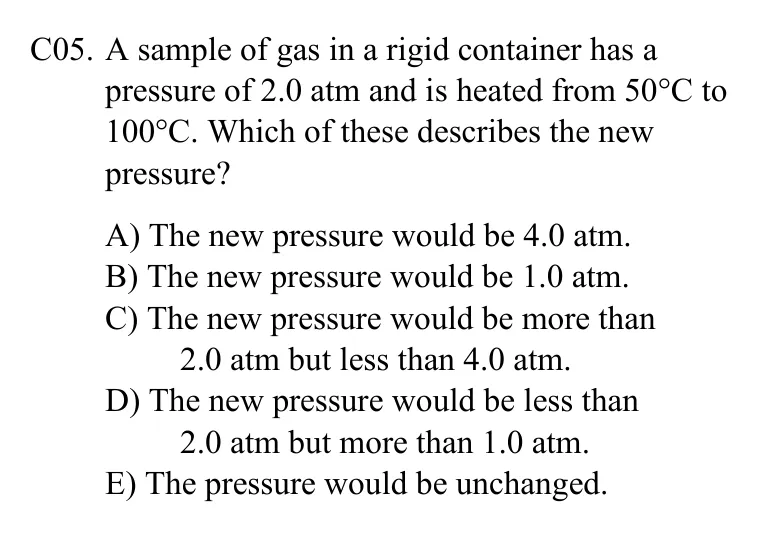 C05. A sample of gas in a rigid container has a
pressure of 2.0 atm and is heated from 50°C to
100°C. Which of these describes the new
pressure?
A) The new pressure would be 4.0 atm.
B) The new pressure would be 1.0 atm.
C) The new pressure would be more than
2.0 atm but less than 4.0 atm.
D) The new pressure would be less than
2.0 atm but more than 1.0 atm.
E) The pressure would be unchanged.